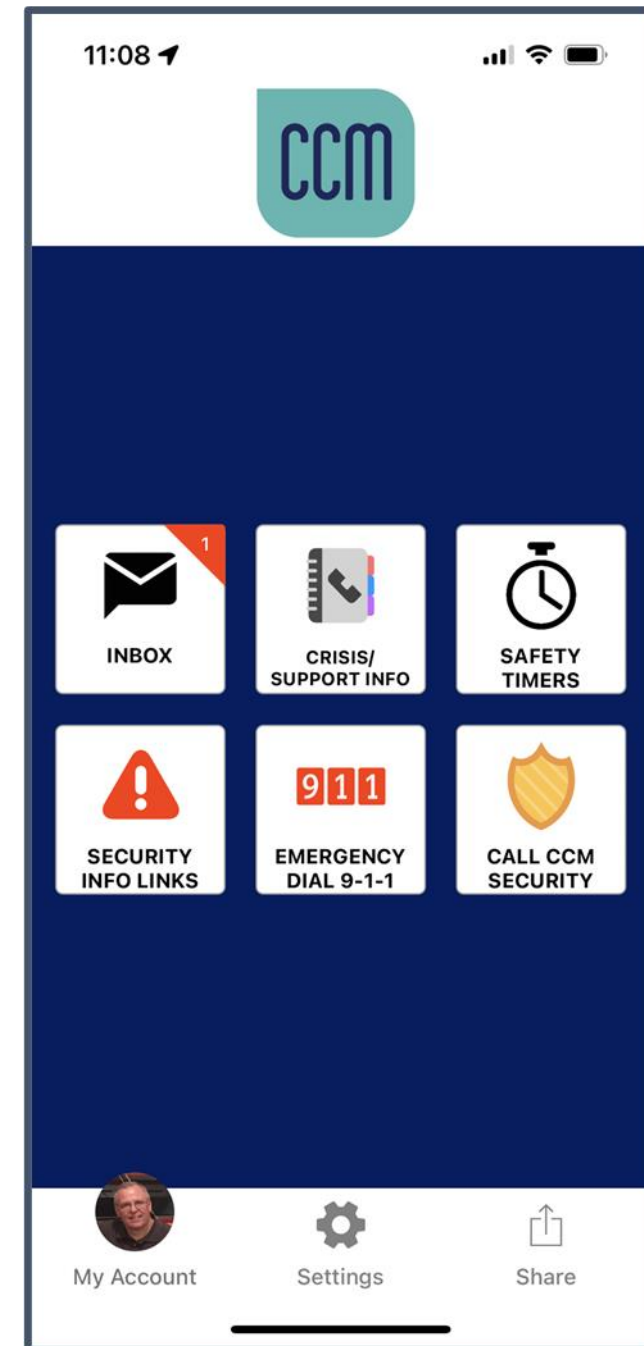 11:08
CCM
1
INBOX
CRISIS/
SUPPORT INFO
SAFETY
TIMERS
SECURITY
INFO LINKS
911
EMERGENCY
DIAL 9-1-1
CALL CCM
SECURITY
My Account
Settings
Share